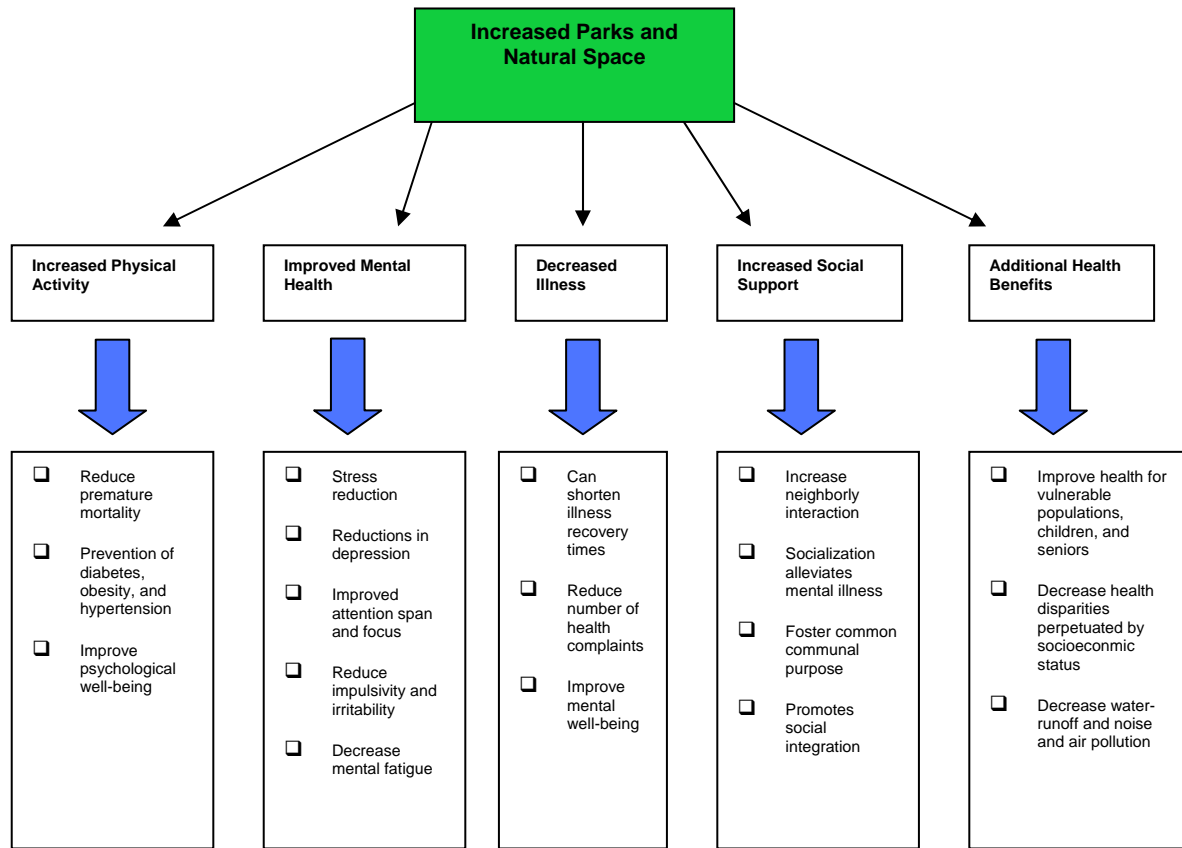 Increased Parks and
Natural Space
Increased Physical
Activity
Improved Mental
Health
Decreased
Illness
Increased Social
Support
Additional Health
Benefits
Reduce
premature
mortality
Prevention of
diabetes,
obesity, and
hypertension
Improve
psychological
well-being
Stress
reduction
Reductions in
depression
Improved
attention span
and focus
Reduce
impulsivity and
irritability
Decrease
mental fatigue
Can
shorten
illness
recovery
times
Reduce
number of
health
complaints
Improve
mental
well-being
Increase
neighborly
interaction
Socialization
alleviates
mental illness
Foster common
communal
purpose
Promotes
social
integration
Improve health for
vulnerable
populations,
children, and
seniors
Decrease health
disparities
perpetuated by
socioeconmic
status
Decrease water-
runoff and noise
and air pollution